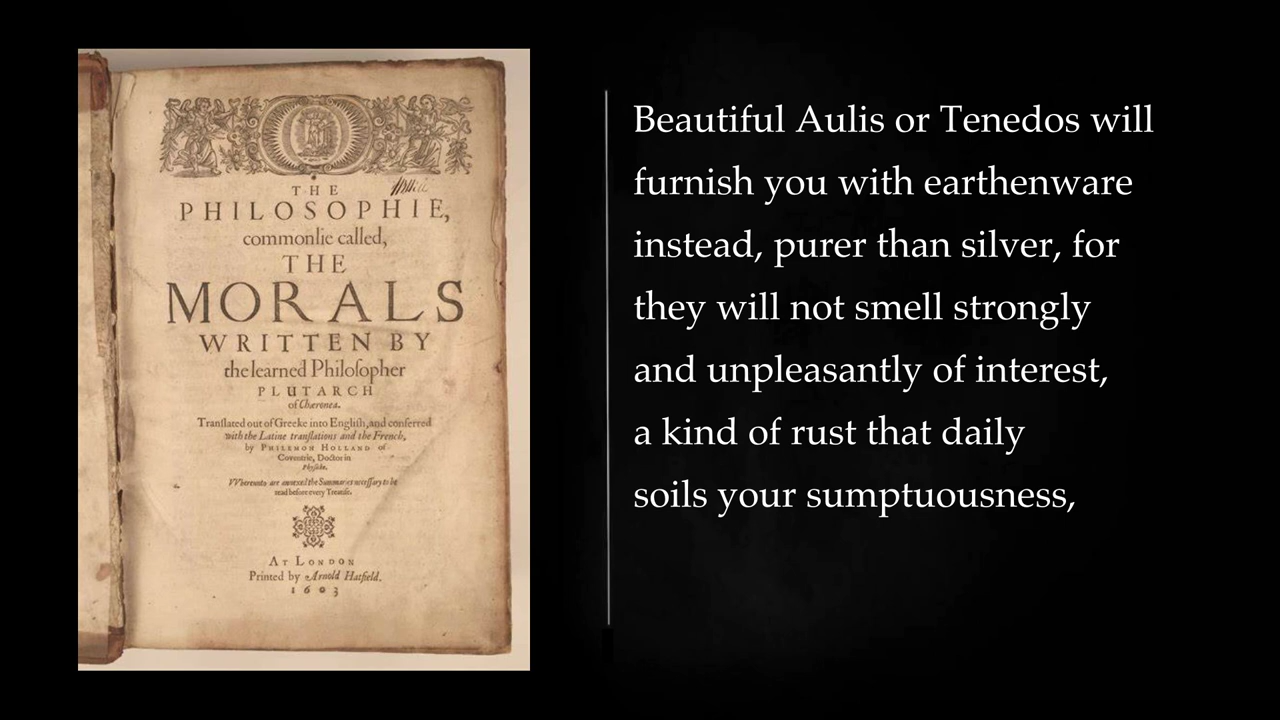 THE
PHILOSOPHIE,
commonlie called,
THE
MORALS
WRITTEN BY
the learned Philoſopher
PLUTARCH
of Chæronea.
Tranſlated out of Greeke into Engliſh, and conferred
with the Latine tranſlations and the French,
by PHILEMON HOLLAND of
Coventrie, Doctor in
Phyſicke.
VVhereunto are annexed the Summaries neceſſary to be
read before every Treatiſe.
AT LONDON
Printed by Arnold Hatfield.
1603
Beautiful Aulis or Tenedos will
furnish you with earthenware
instead, purer than silver, for
they will not smell strongly
and unpleasantly of interest,
a kind of rust that daily
soils your sumptuousness,